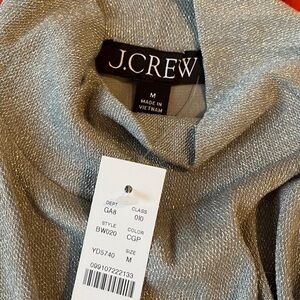 J.CREW
M
MADE IN
VIETNAM
DEPT CLASS
GA8 010
STYLE COLOR
BW020 CGP
SIZE
YD5740 M
099107222133